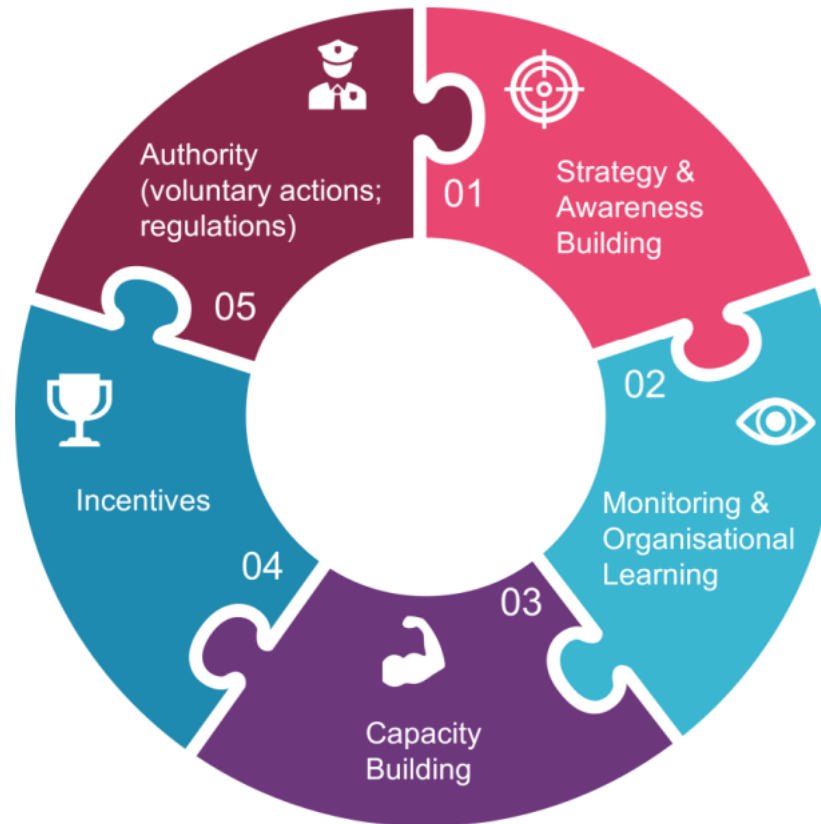 01
Strategy &
Awareness
Building
02
Monitoring &
Organisational
Learning
03
Capacity
Building
04
Incentives
05
Authority
(voluntary actions;
regulations)